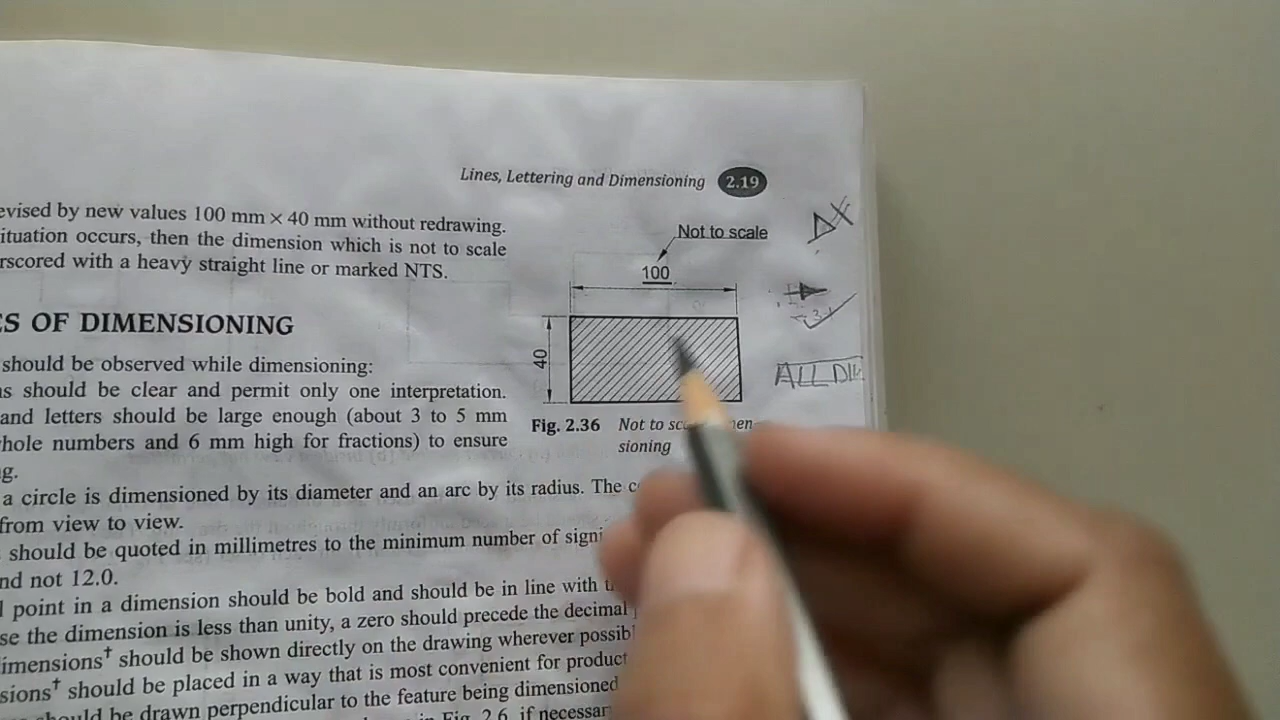 Lines, Lettering and Dimensioning 2.19
evised by new values 100 mm × 40 mm without redrawing.
ituation occurs, then the dimension which is not to scale
rscored with a heavy straight line or marked NTS.
ES OF DIMENSIONING
should be observed while dimensioning:
ns should be clear and permit only one interpretation.
and letters should be large enough (about 3 to 5 mm
hole numbers and 6 mm high for fractions) to ensure
g.
Not to scale
100
40
Fig. 2.36 Not to sc men-
sioning
ALL DI
a circle is dimensioned by its diameter and an arc by its radius. The c
from view to view.
should be quoted in millimetres to the minimum number of signi
nd not 12.0.
l point in a dimension should be bold and should be in line with t
se the dimension is less than unity, a zero should precede the decimal
imensions† should be shown directly on the drawing wherever possib
sions† should be placed in a way that is most convenient for product
should be drawn perpendicular to the feature being dimensioned
in Fig. 2.6, if necessar